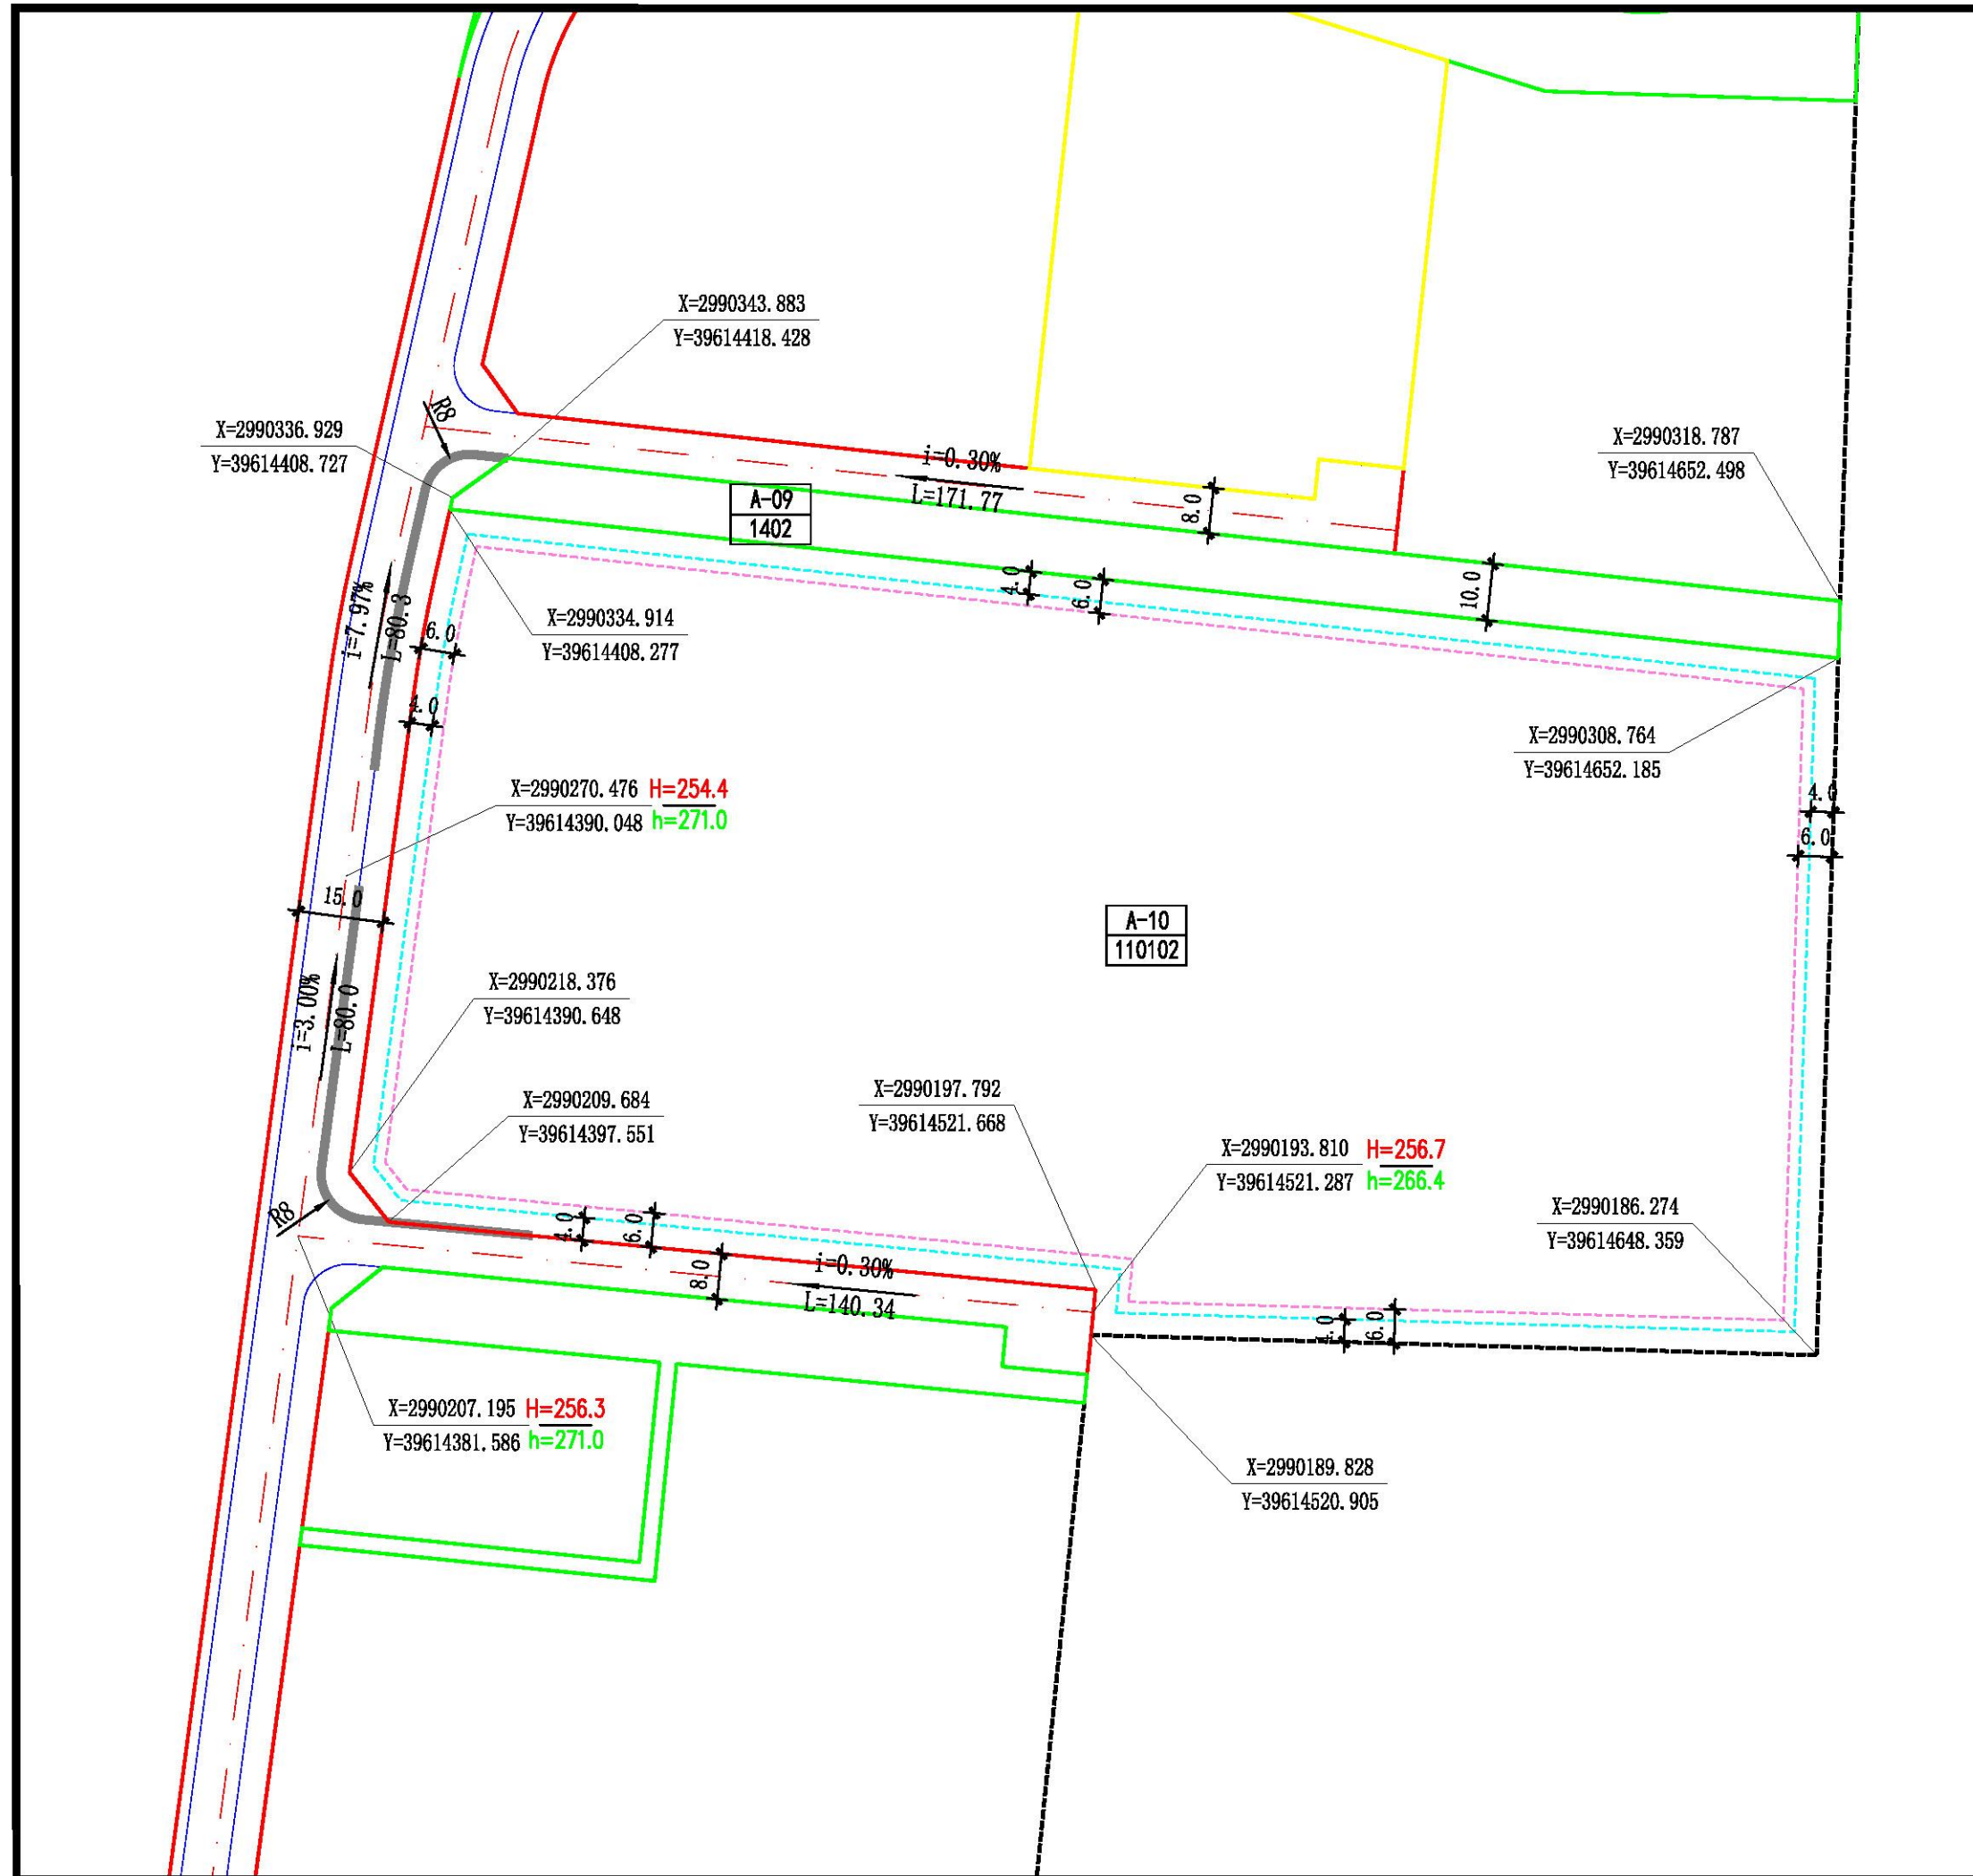 X=2990343.883
Y=39614418.428
R8
X=2990336.929
Y=39614408.727
X=2990318.787
Y=39614652.498
i=0.30%
L=171.77
A-09
1402
8.0
10.0
4.0
6.0
i=7.97%
L=80.3
6.0
X=2990334.914
Y=39614408.277
4.0
X=2990308.764
Y=39614652.185
X=2990270.476 H=254.4
Y=39614390.048 h=271.0
4.0
6.0
15.0
A-10
110102
X=2990218.376
Y=39614390.648
i=3.00%
L=80.0
X=2990209.684
Y=39614397.551
X=2990197.792
Y=39614521.668
X=2990193.810 H=256.7
Y=39614521.287 h=266.4
X=2990186.274
Y=39614648.359
R8
4.0
6.0
8.0
i=0.30%
L=140.34
4.0
6.0
X=2990207.195 H=256.3
Y=39614381.586 h=271.0
X=2990189.828
Y=39614520.905